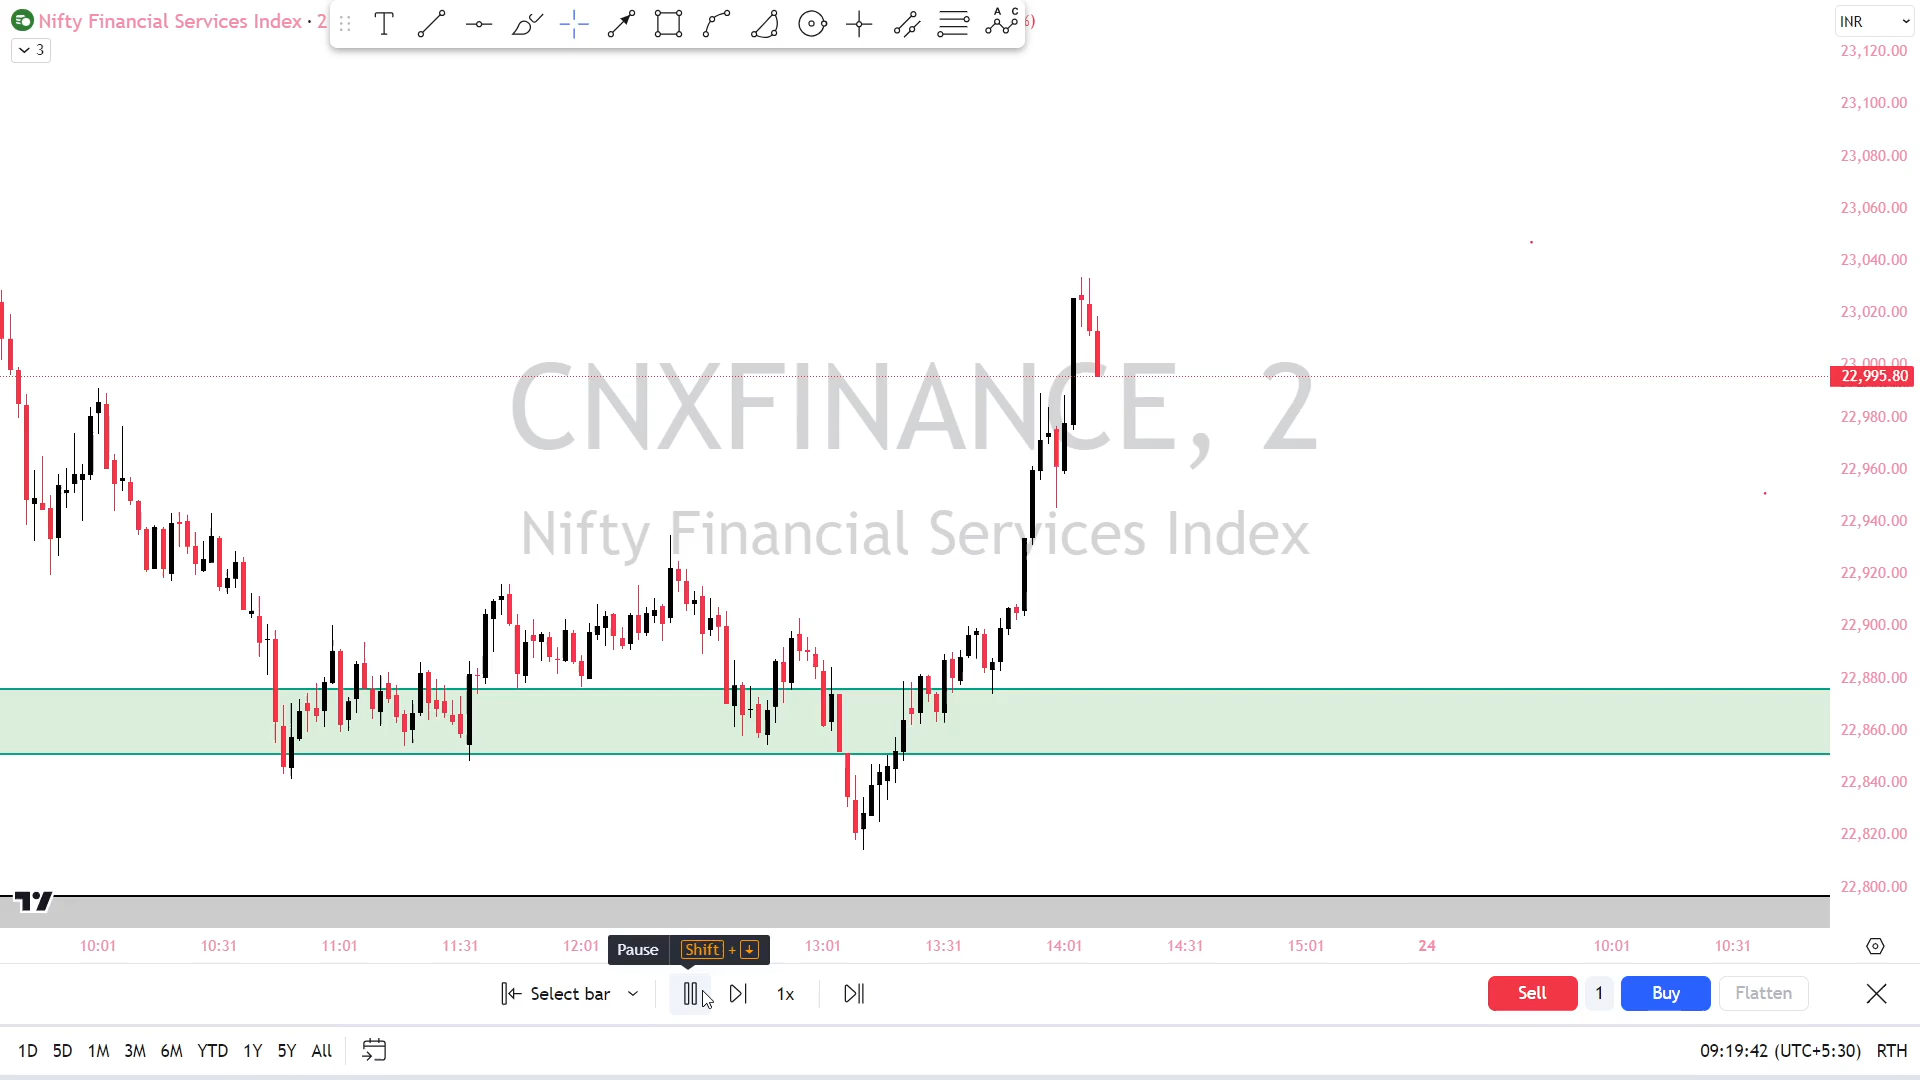 Nifty Financial Services Index · 2
T
A C
%)
INR
3
23,120.00
23,100.00
23,080.00
23,060.00
23,040.00
23,020.00
23,000.00
22,995.80
22,980.00
22,960.00
22,940.00
22,920.00
22,900.00
22,880.00
22,860.00
22,840.00
22,820.00
22,800.00
CNXFINANCE, 2
Nifty Financial Services Index
10:01 10:31 11:01 11:31 12:01 13:01 13:31 14:01 14:31 15:01 24 10:01 10:31
Pause Shift + ↓
Select bar 1x Sell 1 Buy Flatten
1D 5D 1M 3M 6M YTD 1Y 5Y All 09:19:42 (UTC+5:30) RTH